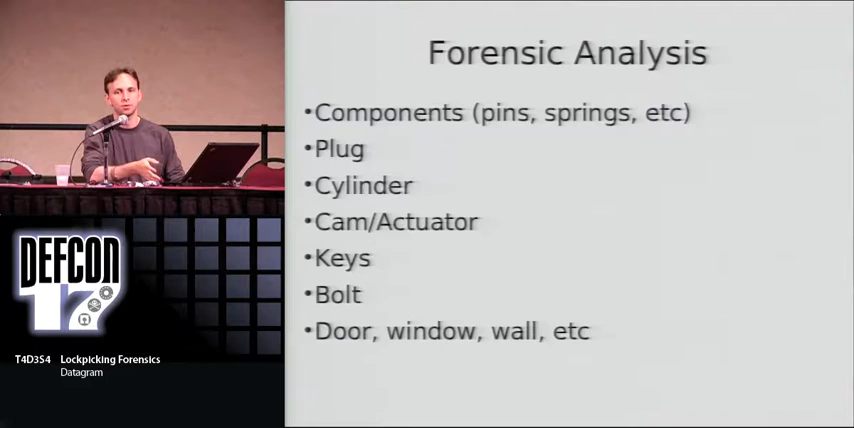 Forensic Analysis
•Components (pins, springs, etc)
•Plug
•Cylinder
•Cam/Actuator
•Keys
•Bolt
•Door, window, wall, etc
DEFCON
17
T4D3S4 Lockpicking Forensics
Datagram